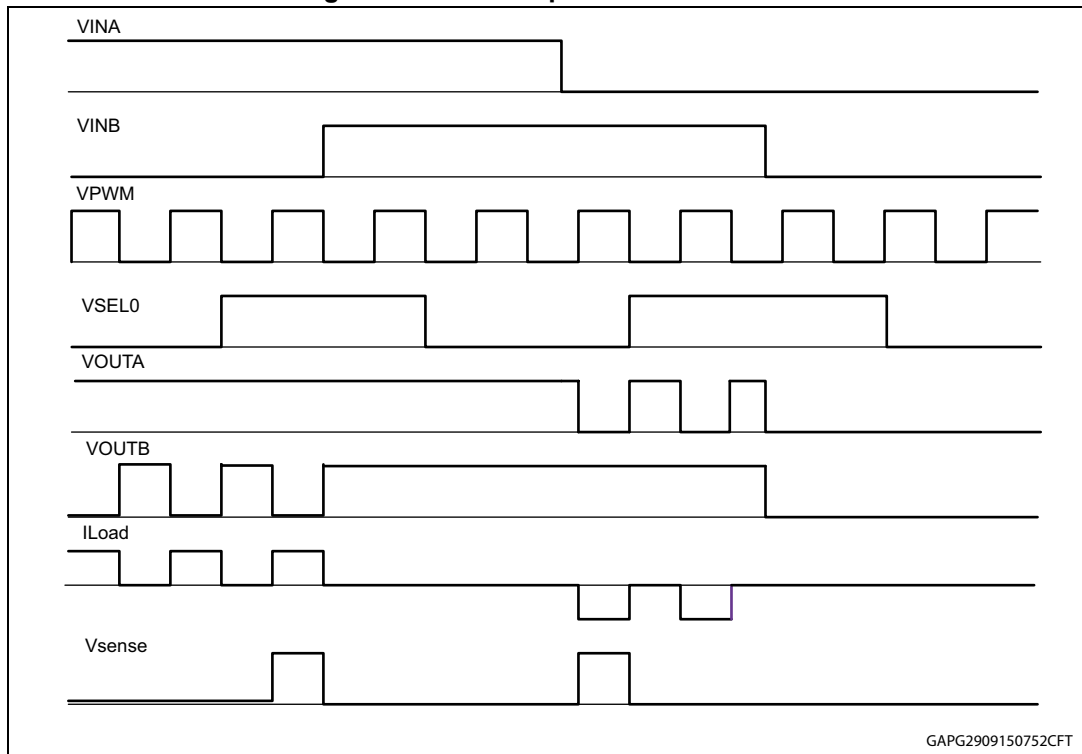 VINA
VINB
VPWM
VSEL0
VOUTA
VOUTB
ILoad
Vsense
GAPG2909150752CFT